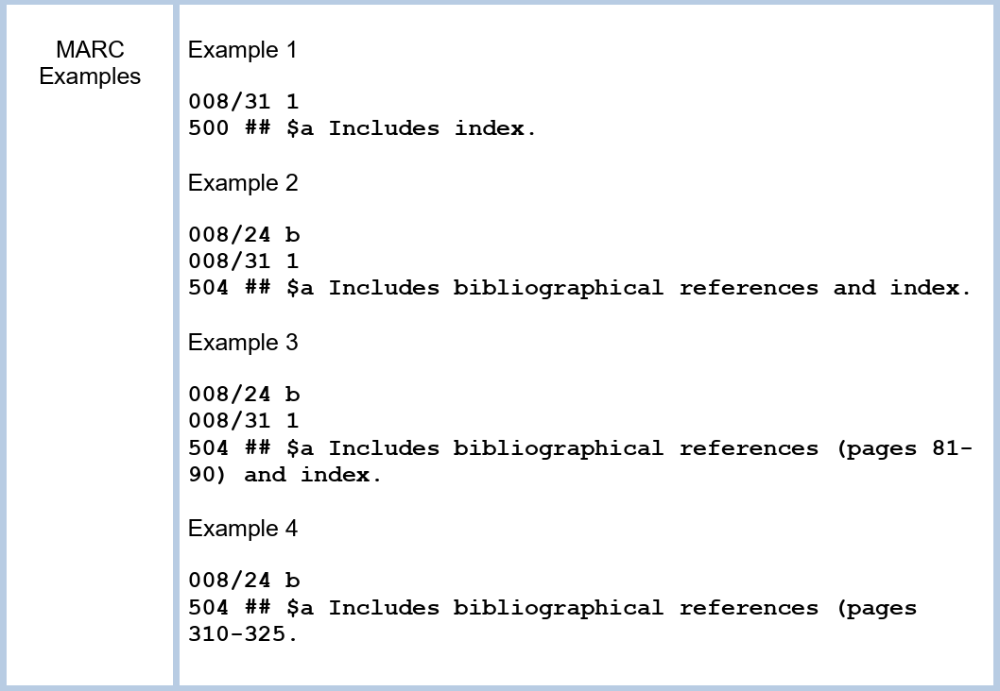 MARC
Examples
Example 1
008/31 1
500 ## $a Includes index.
Example 2
008/24 b
008/31 1
504 ## $a Includes bibliographical references and index.
Example 3
008/24 b
008/31 1
504 ## $a Includes bibliographical references (pages 81-
90) and index.
Example 4
008/24 b
504 ## $a Includes bibliographical references (pages
310-325.